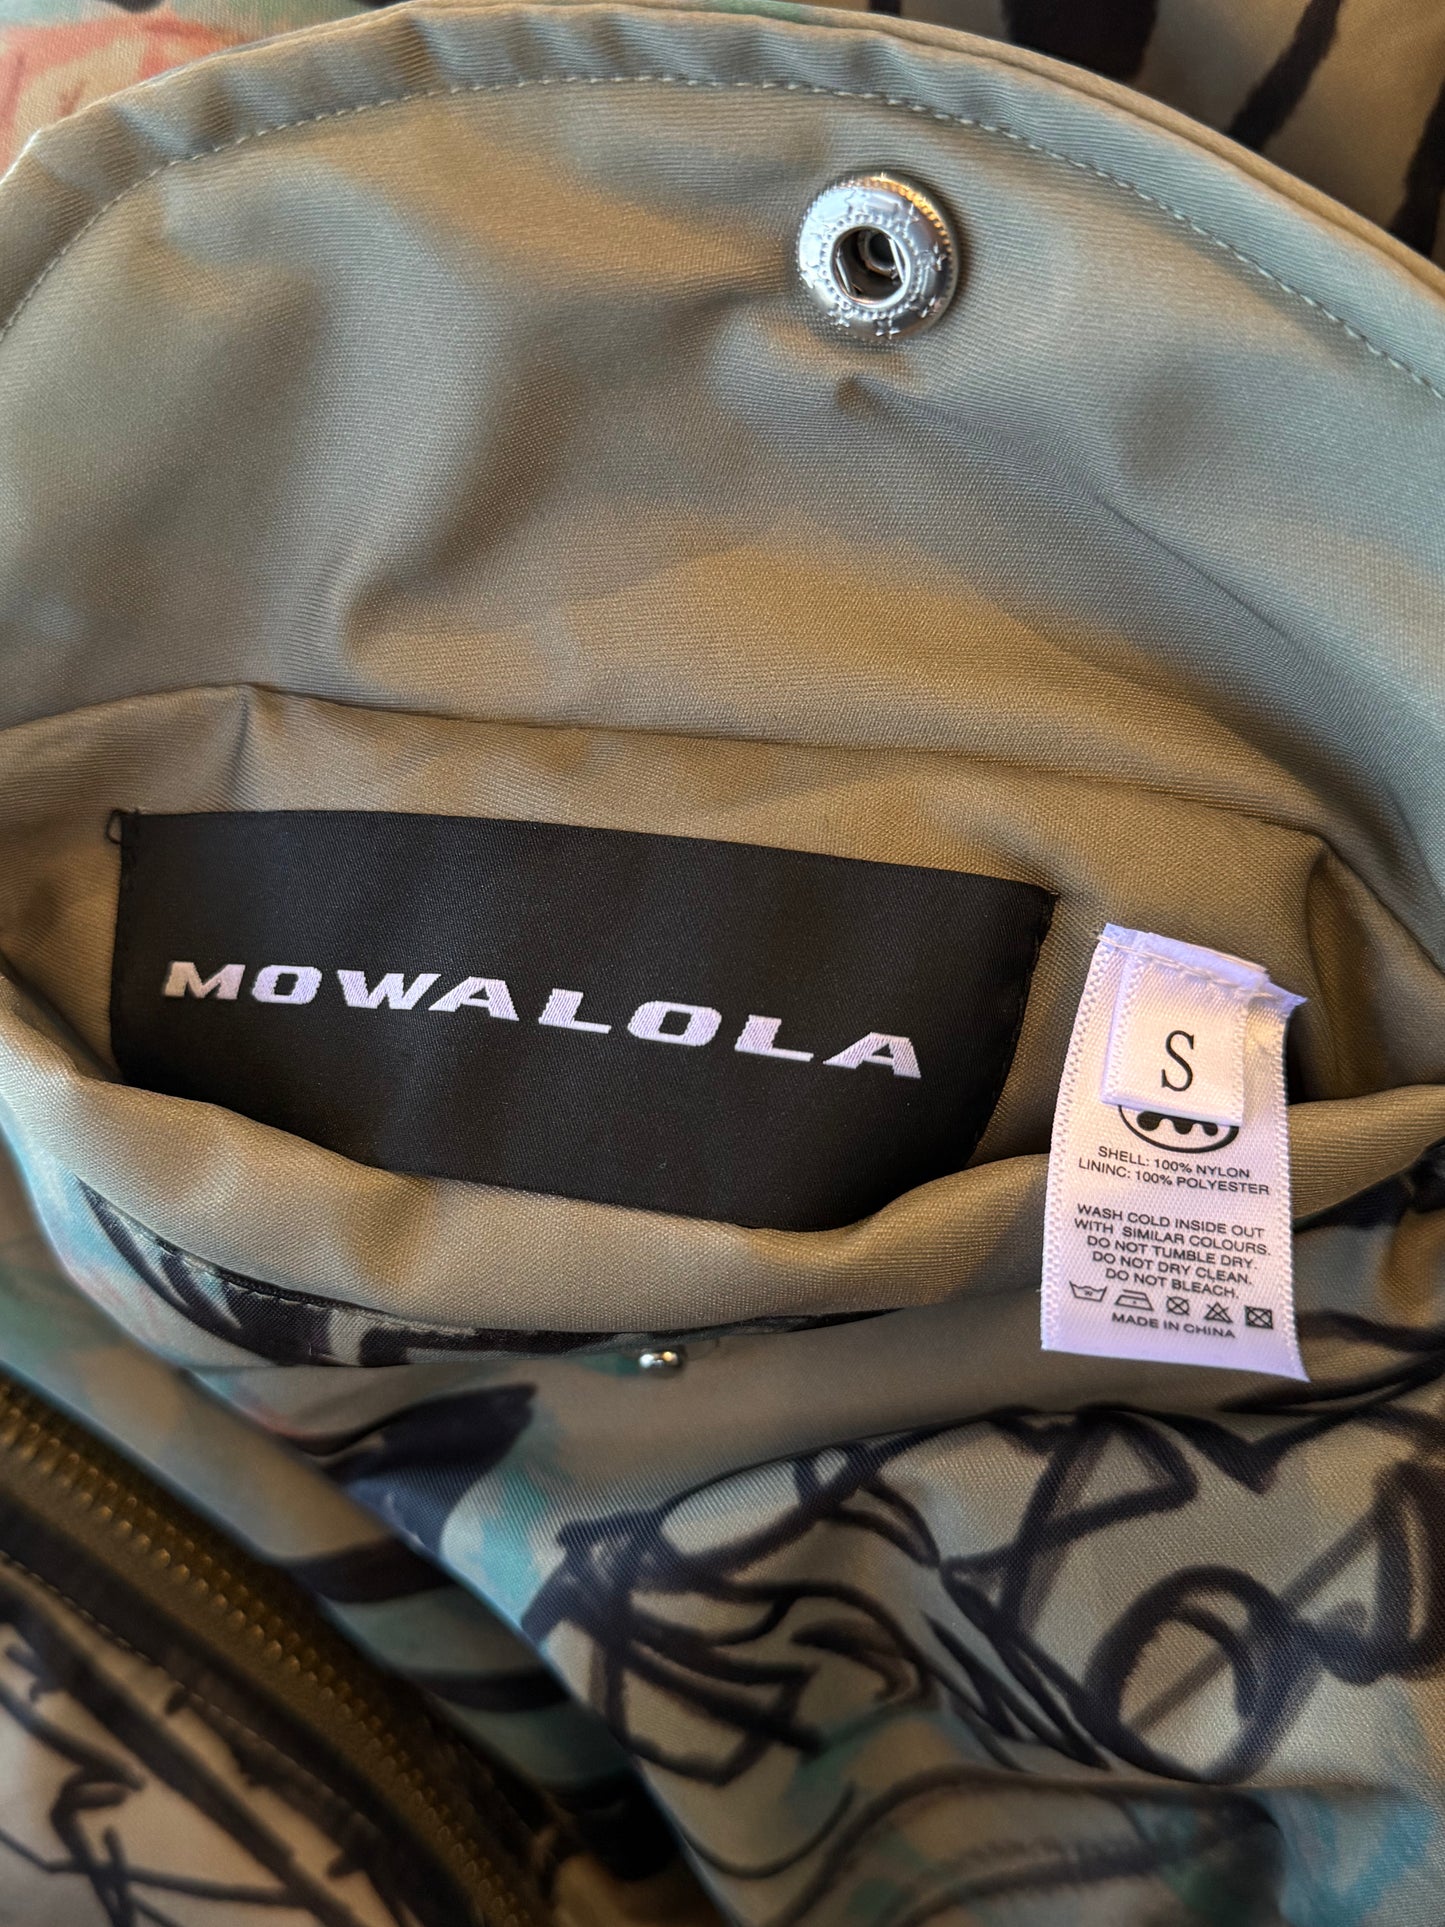 MOWALOLA
S
SHELL: 100% NYLON
LININC: 100% POLYESTER
WASH COLD INSIDE OUT
WITH SIMILAR COLOURS.
DO NOT TUMBLE DRY.
DO NOT DRY CLEAN.
DO NOT BLEACH.
MADE IN CHINA